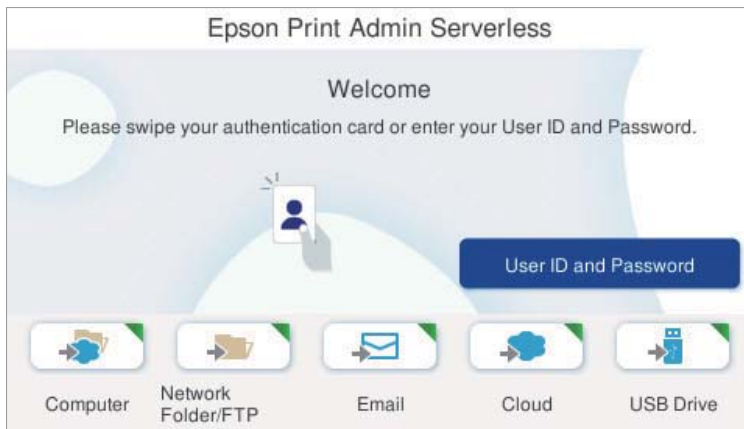 Epson Print Admin Serverless
Welcome
Please swipe your authentication card or enter your User ID and Password.
User ID and Password
Computer
Network
Folder/FTP
Email
Cloud
USB Drive